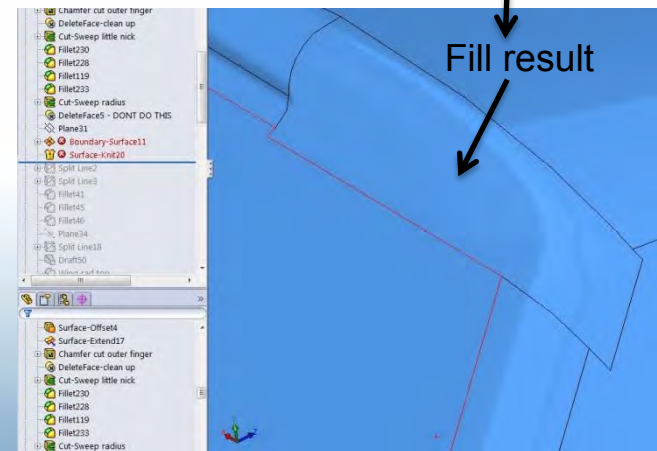 Chamfer cut outer finger
DeleteFace-clean up
Cut-Sweep little nick
Fillet230
Fillet228
Fillet119
Fillet233
Cut-Sweep radius
DeleteFace5 - DONT DO THIS
Plane31
Boundary-Surface11
Surface-Knit20
Split Line2
Split Line3
Fillet41
Fillet45
Fillet46
Plane34
Split Line18
Draft50
Wing rad top
Surface-Offset4
Surface-Extend17
Chamfer cut outer finger
DeleteFace-clean up
Cut-Sweep little nick
Fillet230
Fillet228
Fillet119
Fillet233
Cut-Sweep radius
Fill result